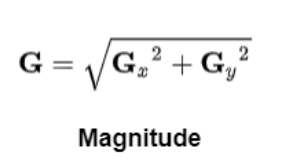 G = √(Gₓ² + Gᵧ²)
Magnitude